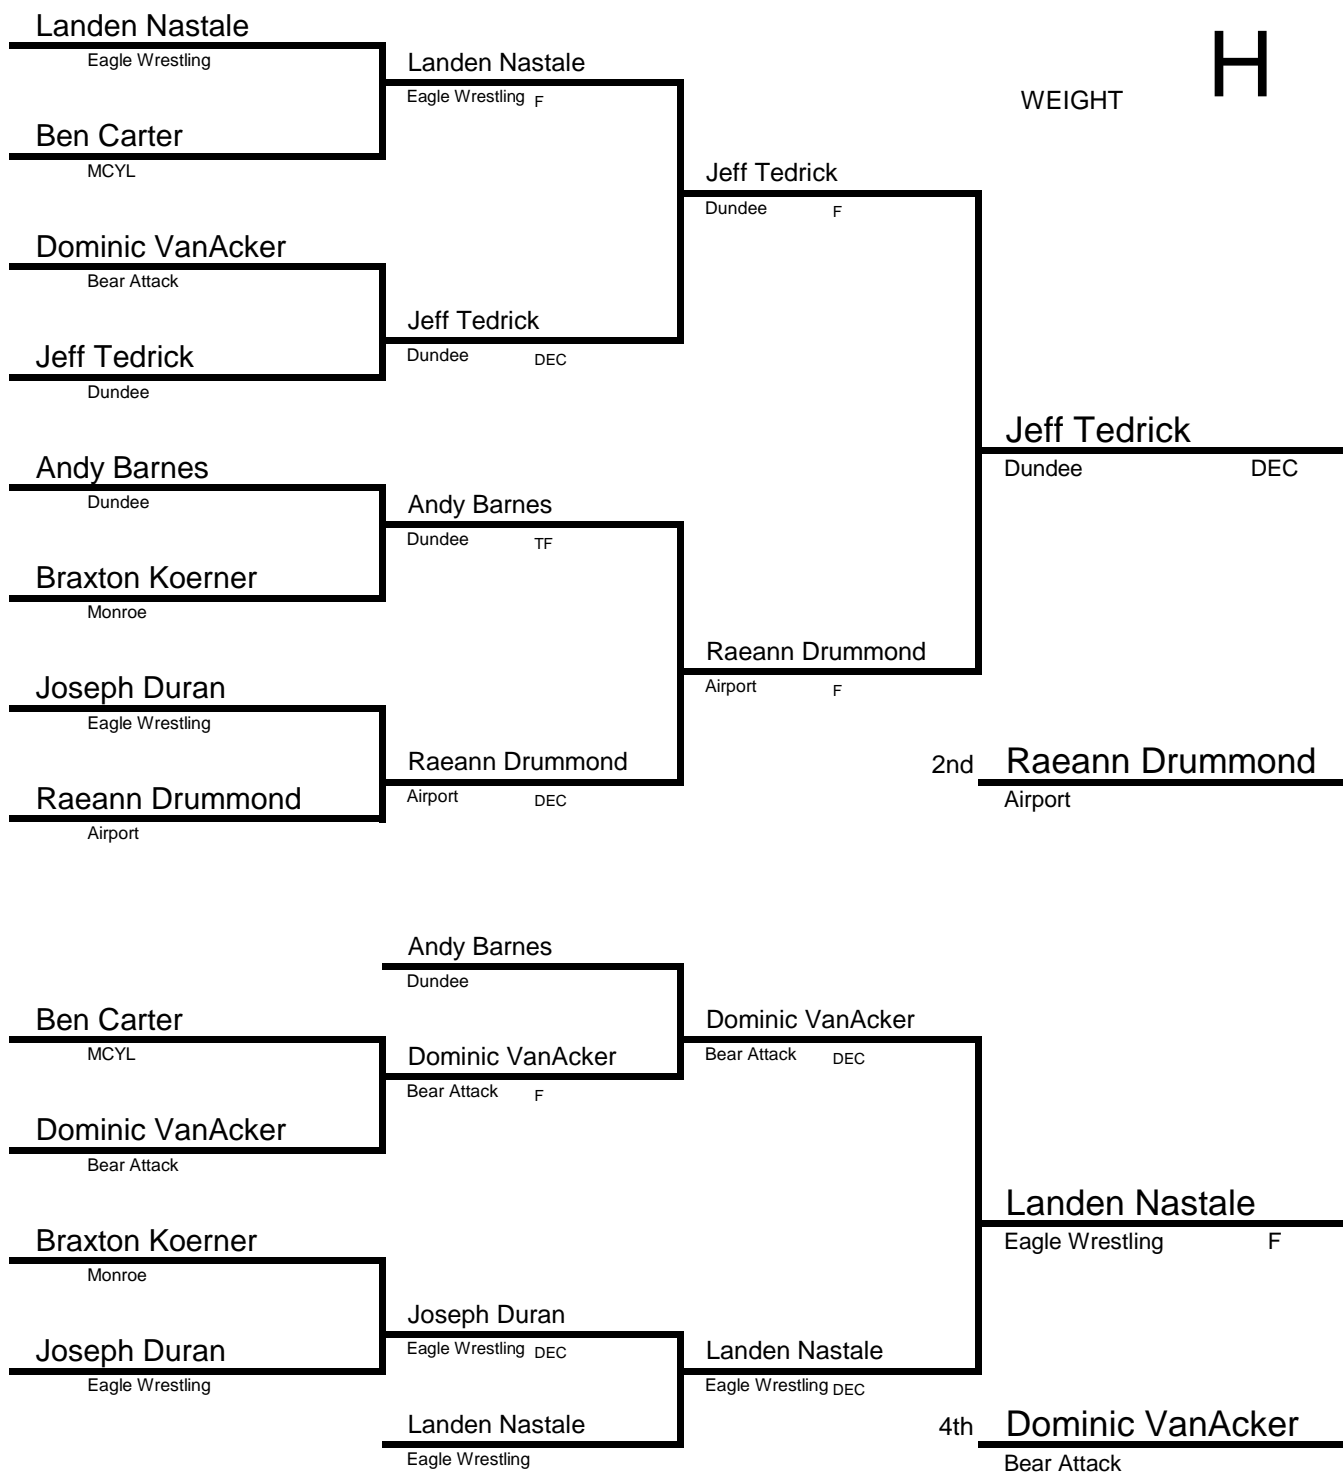 Landen Nastale
Eagle Wrestling
Landen Nastale
Eagle Wrestling F
WEIGHT H
Ben Carter
MCYL
Jeff Tedrick
Dundee F
Dominic VanAcker
Bear Attack
Jeff Tedrick
Dundee DEC
Jeff Tedrick
Dundee
Jeff Tedrick
Dundee DEC
Andy Barnes
Dundee
Andy Barnes
Dundee TF
Braxton Koerner
Monroe
Raeann Drummond
Airport F
Joseph Duran
Eagle Wrestling
Raeann Drummond
Airport DEC
2nd Raeann Drummond
Airport
Raeann Drummond
Airport
Andy Barnes
Dundee
Ben Carter
MCYL
Dominic VanAcker
Bear Attack DEC
Dominic VanAcker
Bear Attack F
Dominic VanAcker
Bear Attack
Landen Nastale
Eagle Wrestling F
Braxton Koerner
Monroe
Joseph Duran
Eagle Wrestling DEC
Joseph Duran
Eagle Wrestling
Landen Nastale
Eagle Wrestling DEC
Landen Nastale
Eagle Wrestling
4th Dominic VanAcker
Bear Attack